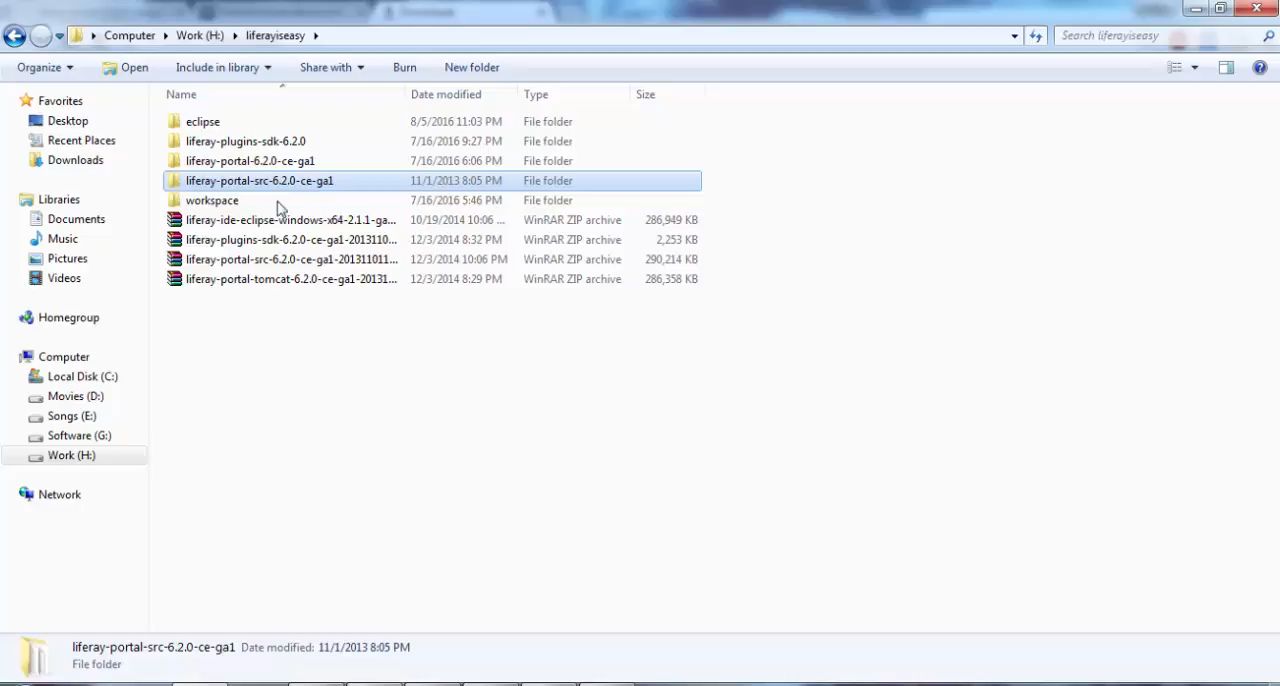 Computer Work (H:) liferayiseasy Search liferayiseasy
Organize Open Include in library Share with Burn New folder
Favorites
Desktop
Recent Places
Downloads
Libraries
Documents
Music
Pictures
Videos
Homegroup
Computer
Local Disk (C:)
Movies (D:)
Songs (E:)
Software (G:)
Work (H:)
Network
Name Date modified Type Size
eclipse 8/5/2016 11:03 PM File folder
liferay-plugins-sdk-6.2.0 7/16/2016 9:27 PM File folder
liferay-portal-6.2.0-ce-ga1 7/16/2016 6:06 PM File folder
liferay-portal-src-6.2.0-ce-ga1 11/1/2013 8:05 PM File folder
workspace 7/16/2016 5:46 PM File folder
liferay-ide-eclipse-windows-x64-2.1.1-ga... 10/19/2014 10:06 ... WinRAR ZIP archive 286,949 KB
liferay-plugins-sdk-6.2.0-ce-ga1-2013110... 12/3/2014 8:32 PM WinRAR ZIP archive 2,253 KB
liferay-portal-src-6.2.0-ce-ga1-201311011... 12/3/2014 10:06 PM WinRAR ZIP archive 290,214 KB
liferay-portal-tomcat-6.2.0-ce-ga1-20131... 12/3/2014 8:29 PM WinRAR ZIP archive 286,358 KB
liferay-portal-src-6.2.0-ce-ga1 Date modified: 11/1/2013 8:05 PM
File folder